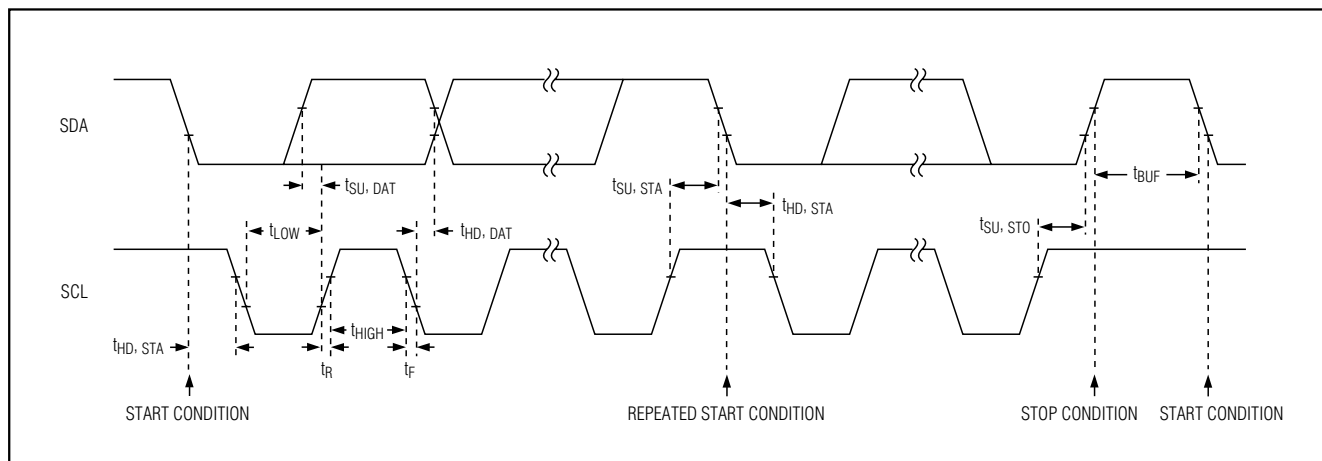 SDA
tSU, DAT
tSU, STA
tHD, STA
tBUF
tLOW
tHD, DAT
tSU, STO
SCL
tHIGH
tHD, STA
tR
tF
START CONDITION
REPEATED START CONDITION
STOP CONDITION
START CONDITION